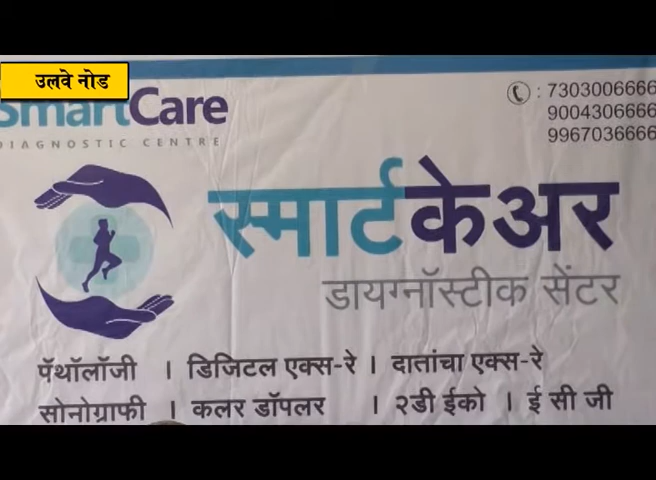 उलवे नोड
SmartCare
DIAGNOSTIC CENTRE
: 7303006666
9004306666
9967036666
स्मार्टकेअर
डायग्नॉस्टीक सेंटर
पॅथॉलॉजी । डिजिटल एक्स-रे । दातांचा एक्स-रे
सोनोग्राफी । कलर डॉपलर । २डी ईको । ई सी जी